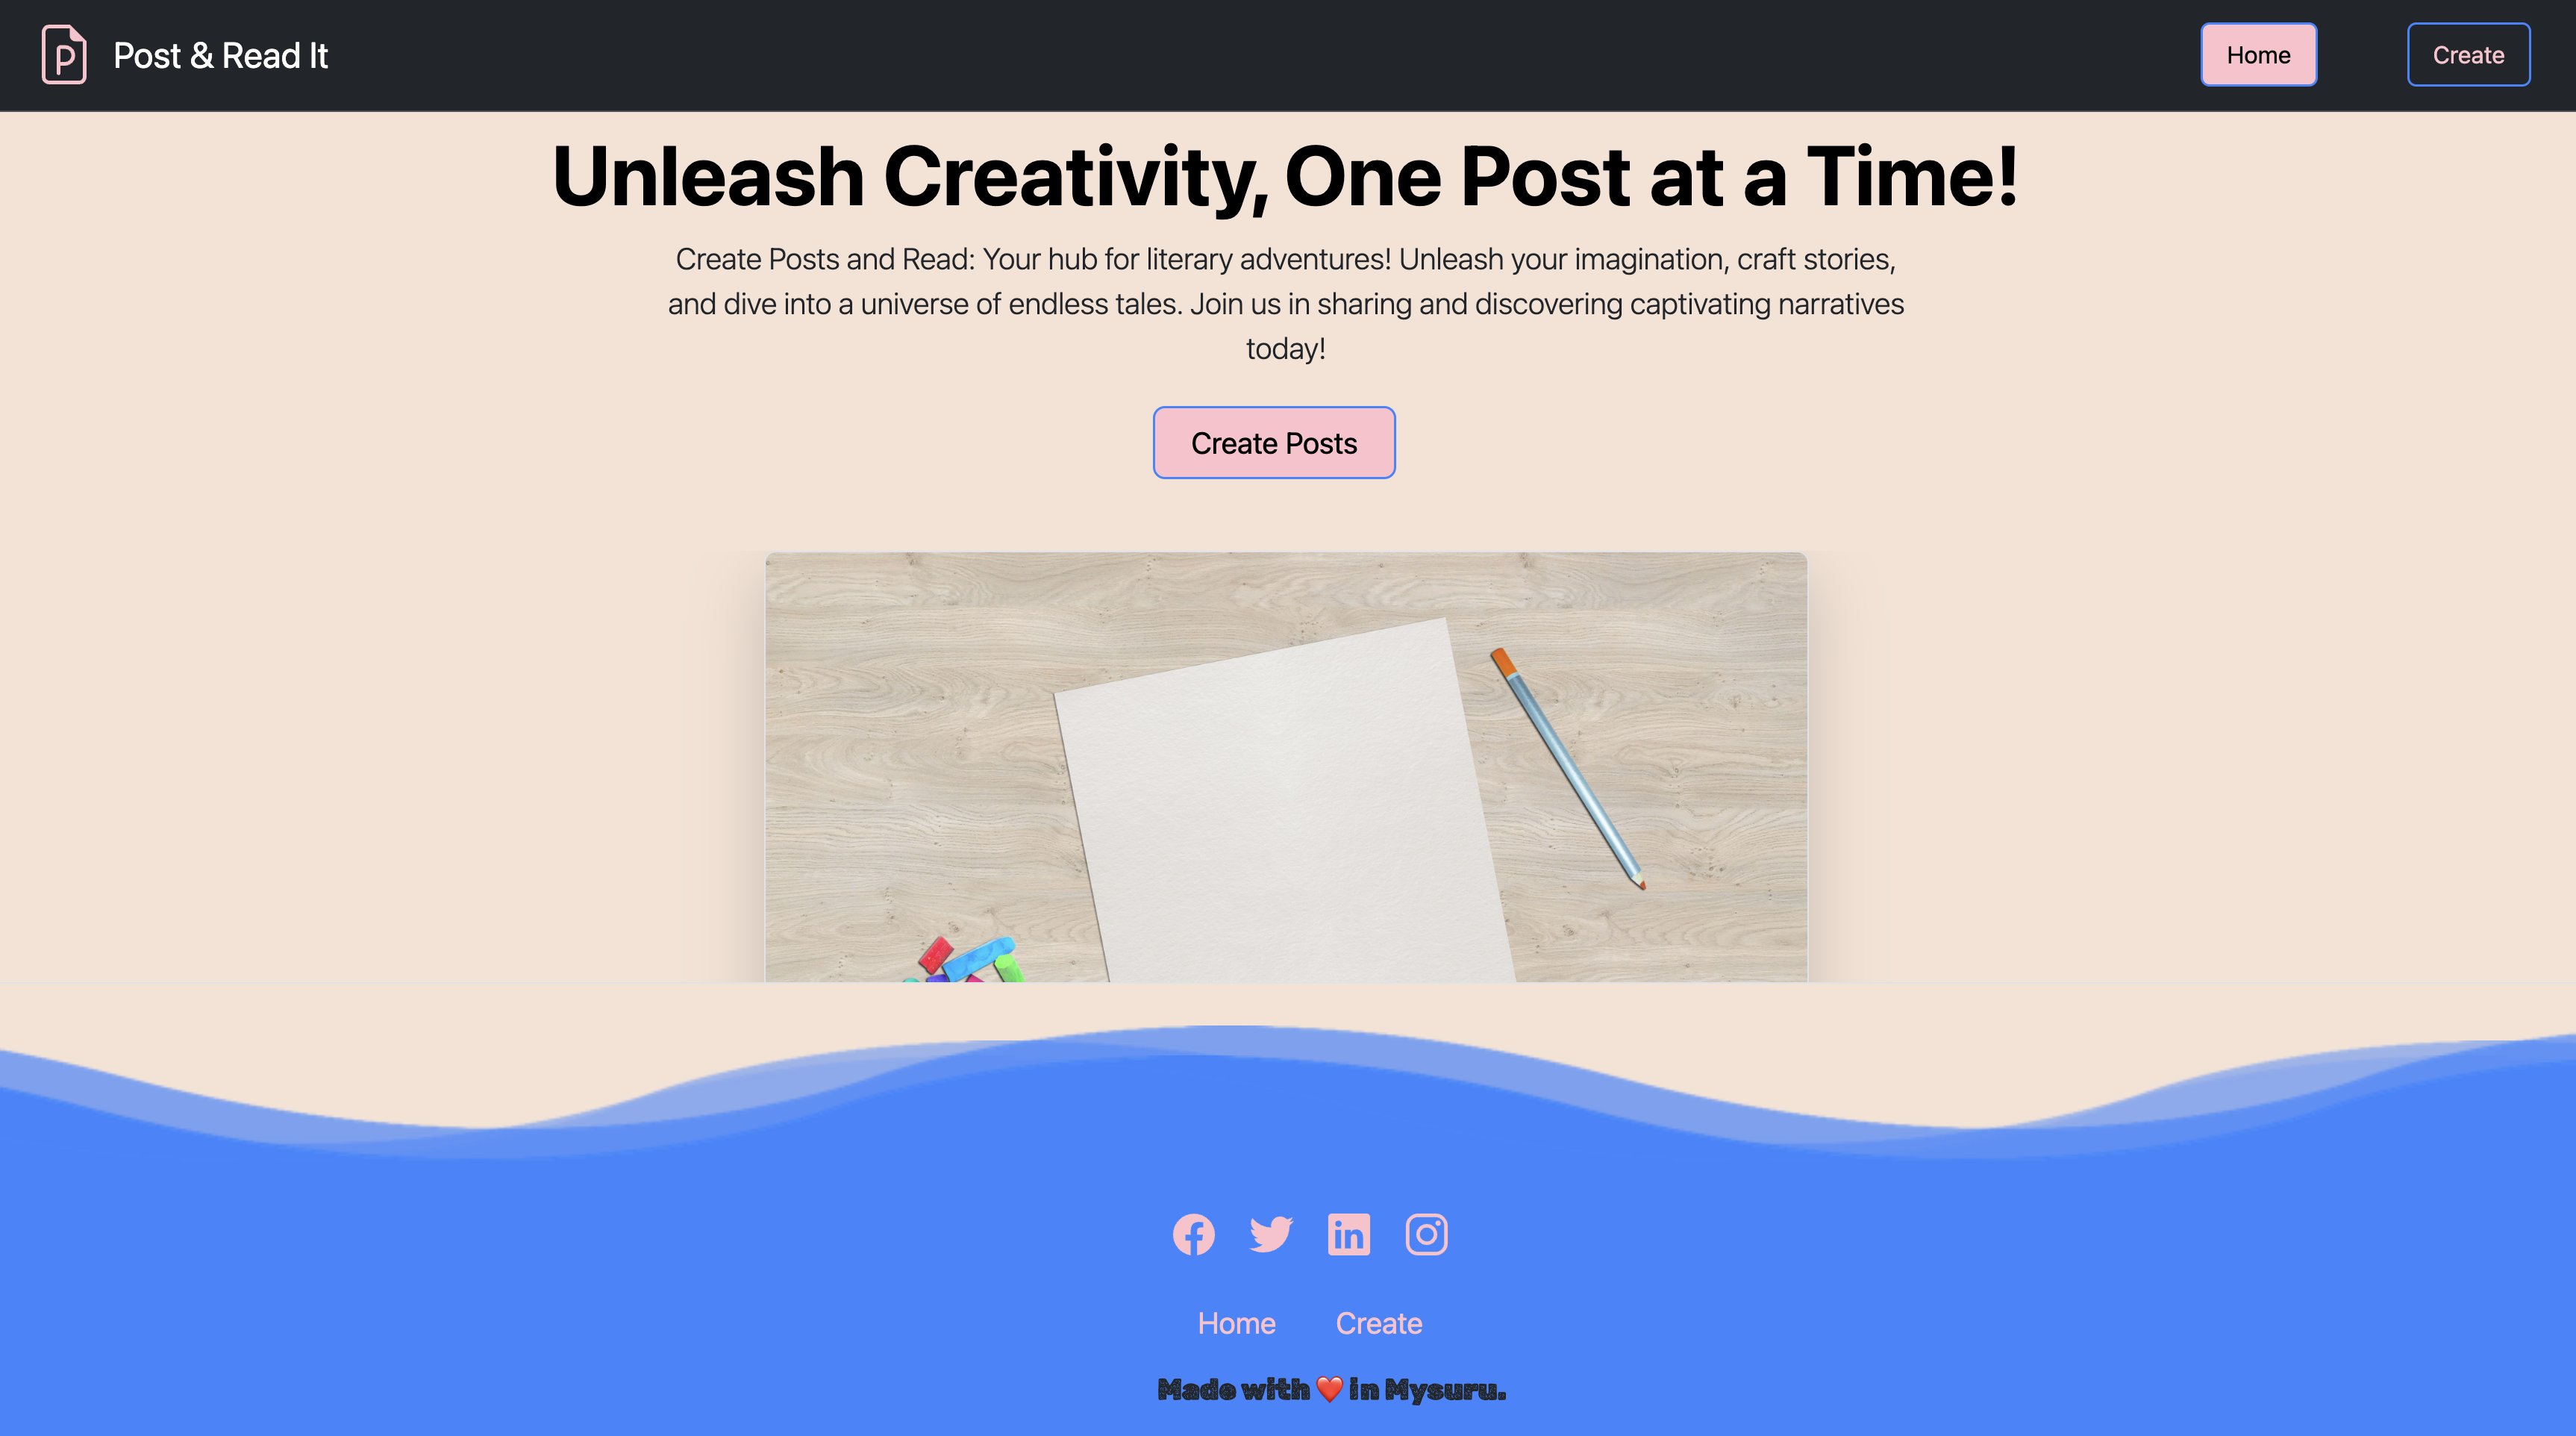 P
Post & Read It
Home
Create
Unleash Creativity, One Post at a Time!
Create Posts and Read: Your hub for literary adventures! Unleash your imagination, craft stories,
and dive into a universe of endless tales. Join us in sharing and discovering captivating narratives
today!
Create Posts
Home
Create
Made with ❤️ in Mysuru.